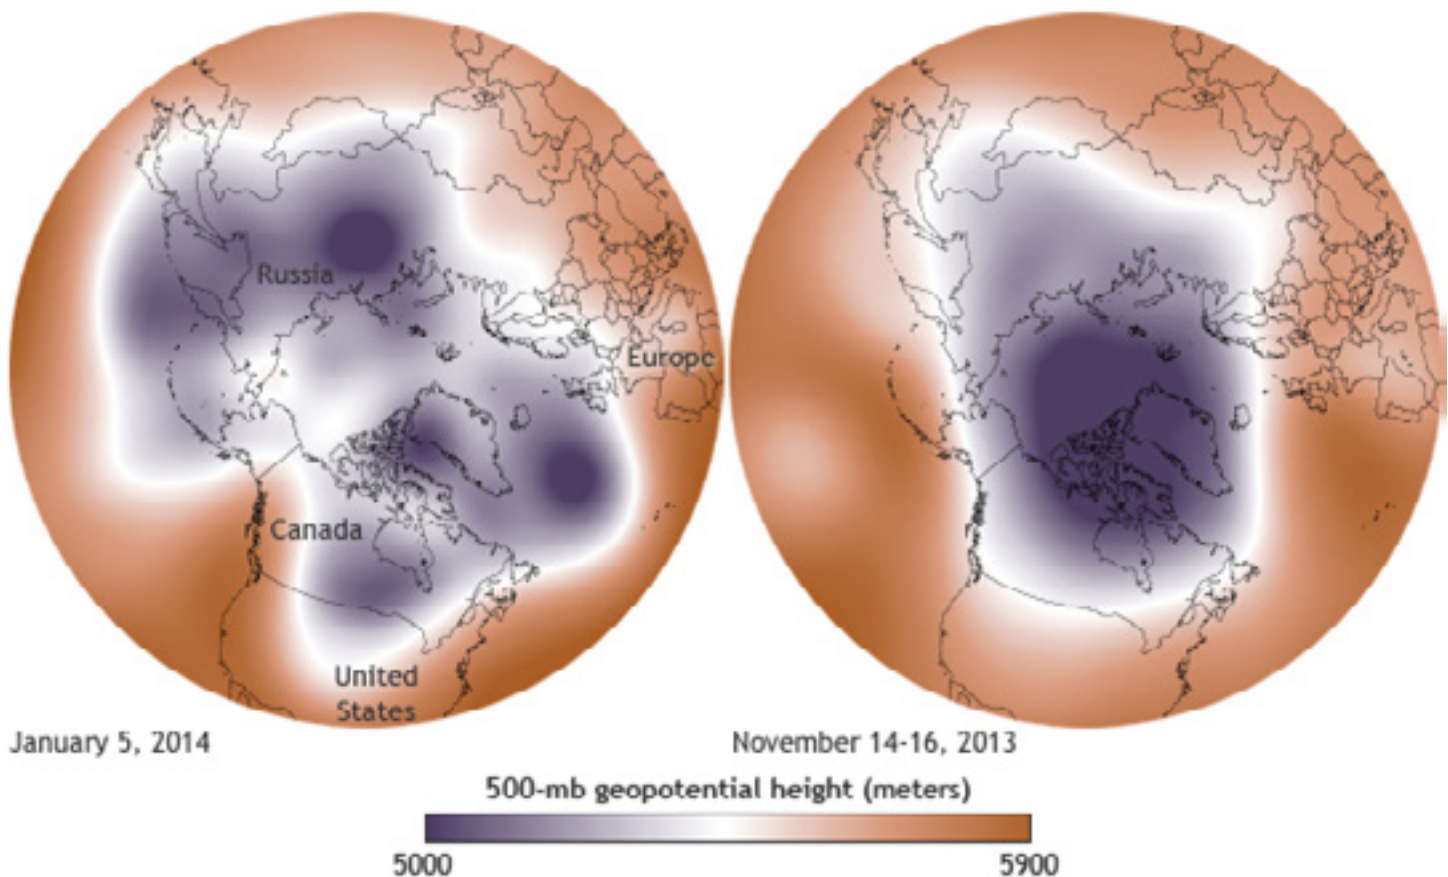 Russia
Europe
Canada
United
States
January 5, 2014
November 14-16, 2013
500-mb geopotential height (meters)
5000
5900